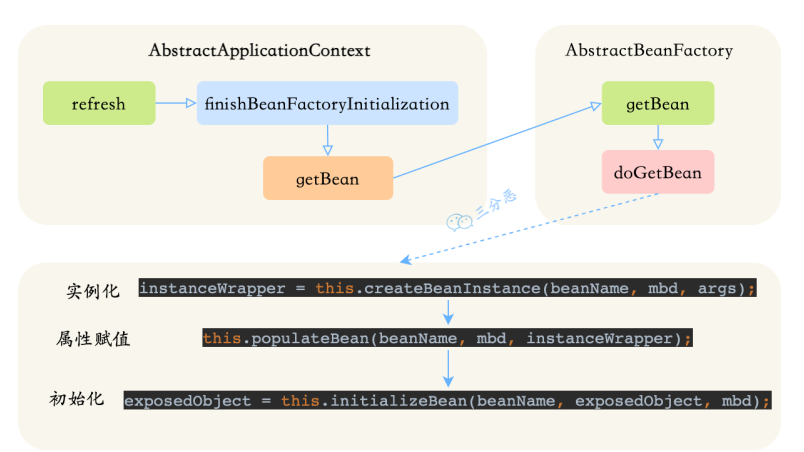 AbstractApplicationContext
refresh
finishBeanFactoryInitialization
getBean
AbstractBeanFactory
getBean
doGetBean
三分恶
实例化 instanceWrapper = this.createBeanInstance(beanName, mbd, args);
属性赋值 this.populateBean(beanName, mbd, instanceWrapper);
初始化 exposedObject = this.initializeBean(beanName, exposedObject, mbd);